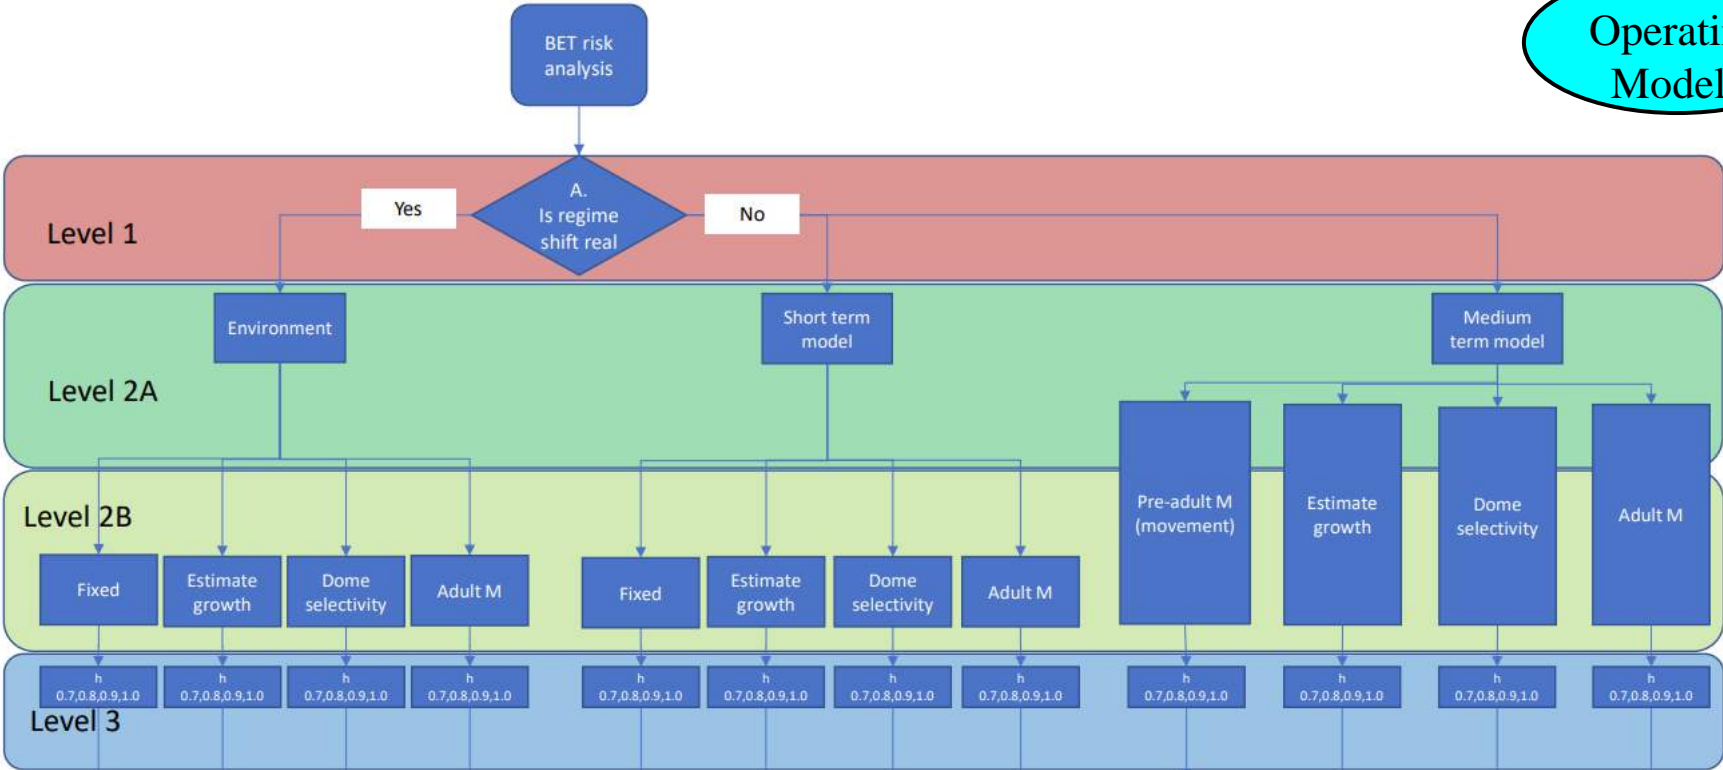 Operati
Model
BET risk
analysis
Level 1
Yes
A.
Is regime
shift real
No
Level 2A
Environment
Short term
model
Medium
term model
Level 2B
Fixed
Estimate
growth
Dome
selectivity
Adult M
Fixed
Estimate
growth
Dome
selectivity
Adult M
Pre-adult M
(movement)
Estimate
growth
Dome
selectivity
Adult M
Level 3
h
0.7,0.8,0.9,1.0
h
0.7,0.8,0.9,1.0
h
0.7,0.8,0.9,1.0
h
0.7,0.8,0.9,1.0
h
0.7,0.8,0.9,1.0
h
0.7,0.8,0.9,1.0
h
0.7,0.8,0.9,1.0
h
0.7,0.8,0.9,1.0
h
0.7,0.8,0.9,1.0
h
0.7,0.8,0.9,1.0
h
0.7,0.8,0.9,1.0
h
0.7,0.8,0.9,1.0